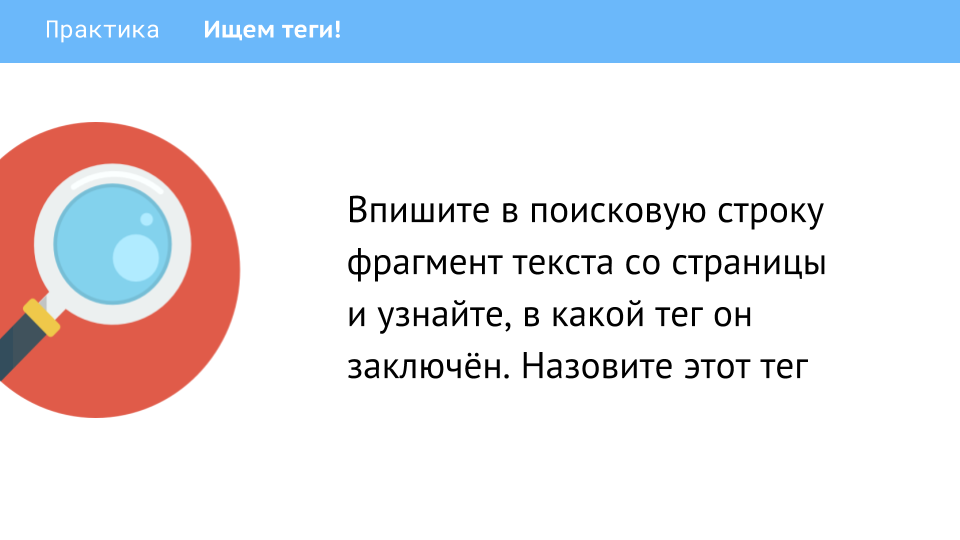 Практика Ищем теги!
Впишите в поисковую строку
фрагмент текста со страницы
и узнайте, в какой тег он
заключён. Назовите этот тег